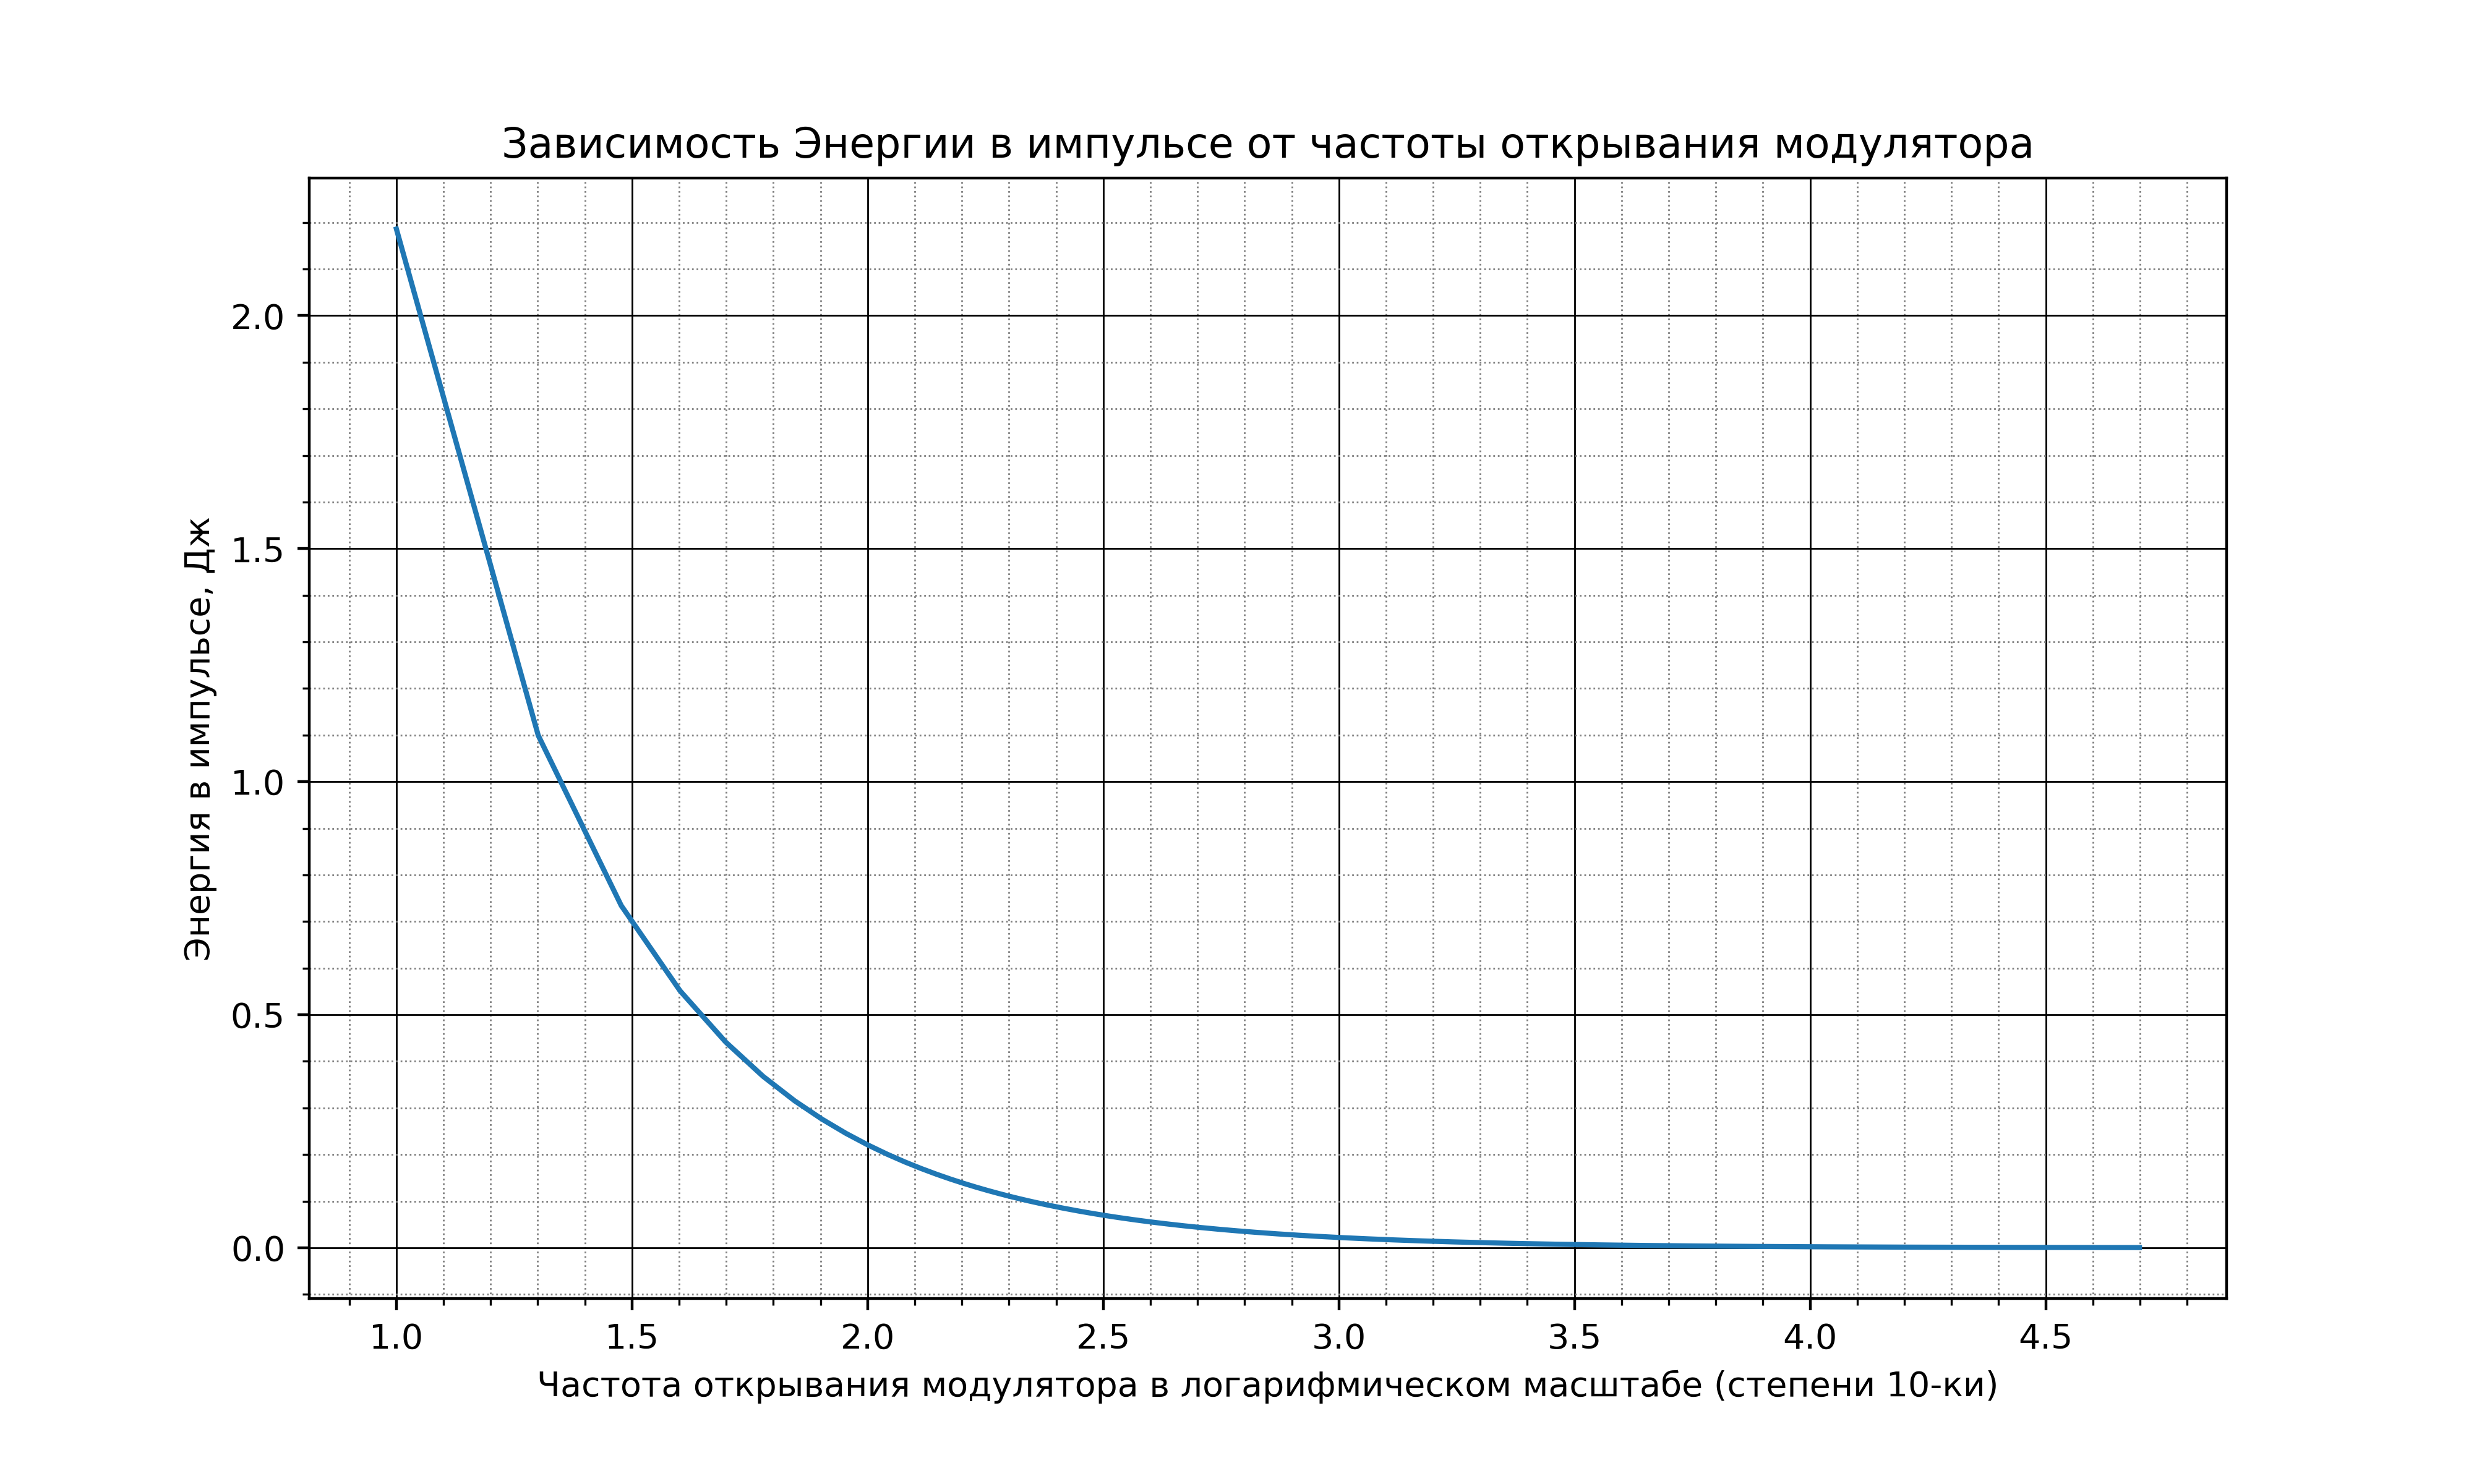 Зависимость Энергии в импульсе от частоты открывания модулятора
Энергия в импульсе, Дж
2.0
1.5
1.0
0.5
0.0
1.0 1.5 2.0 2.5 3.0 3.5 4.0 4.5
Частота открывания модулятора в логарифмическом масштабе (степени 10-ки)